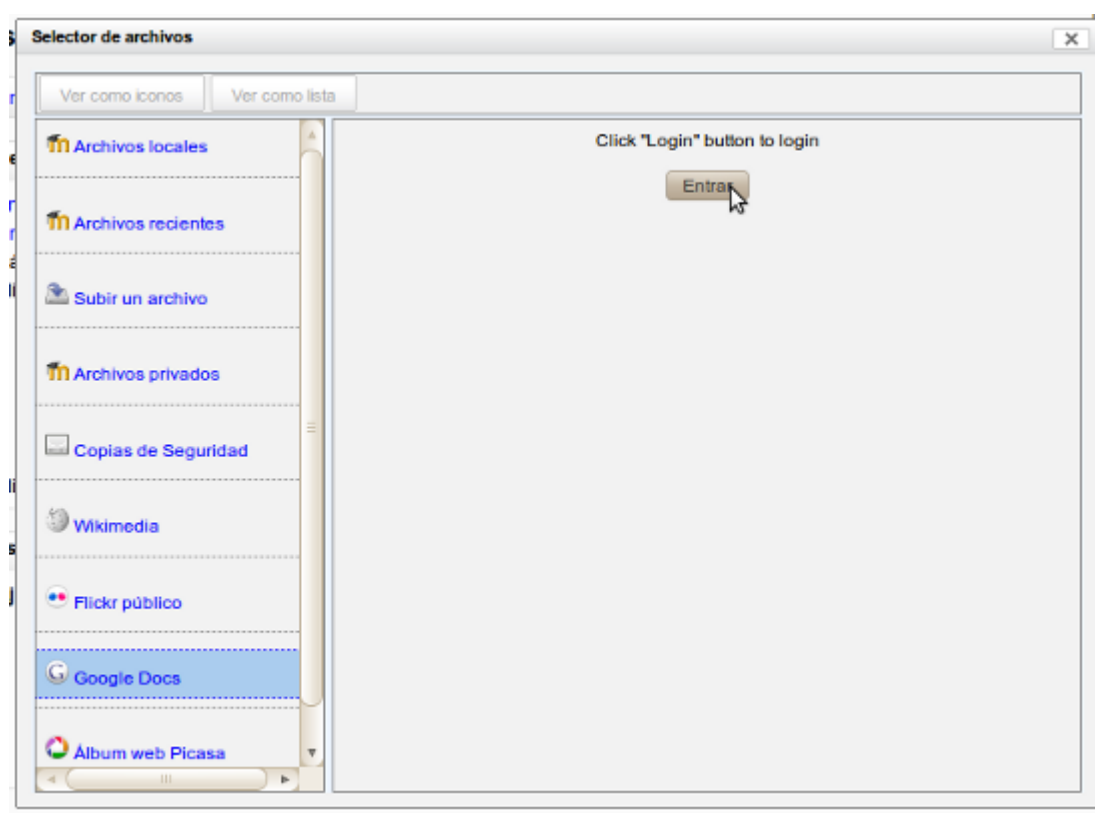 Selector de archivos
Ver como iconos
Ver como lista
Archivos locales
Archivos recientes
Subir un archivo
Archivos privados
Copias de Seguridad
Wikimedia
Flickr público
Google Docs
Álbum web Picasa
Click "Login" button to login
Entrar